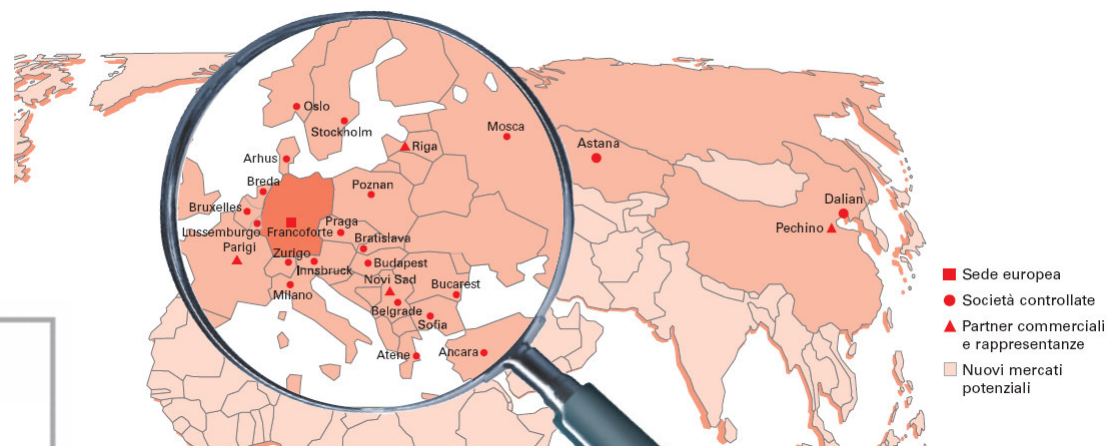 Oslo
Stockholm
Mosca
Riga
Astana
Arhus
Breda
Poznan
Bruxelles
Dalian
Lussemburgo
Francoforte
Praga
Pechino
Parigi
Bratislava
Zurigo
Innsbruck
Budapest
Novi Sad
Bucarest
Milano
Belgrade
Sofia
Atene
Ancara
Sede europea
Società controllate
Partner commerciali
e rappresentanze
Nuovi mercati
potenziali